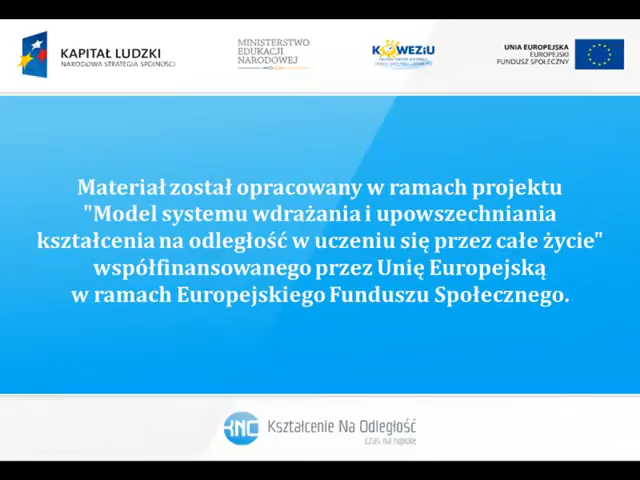 KAPITAŁ LUDZKI
NARODOWA STRATEGIA SPÓJNOŚCI
MINISTERSTWO
EDUKACJI
NARODOWEJ
KOWEZiU
UNIA EUROPEJSKA
EUROPEJSKI
FUNDUSZ SPOŁECZNY
Materiał został opracowany w ramach projektu
"Model systemu wdrażania i upowszechniania
kształcenia na odległość w uczeniu się przez całe życie"
współfinansowanego przez Unię Europejską
w ramach Europejskiego Funduszu Społecznego.
KNO Kształcenie Na Odległość
czas na naukę